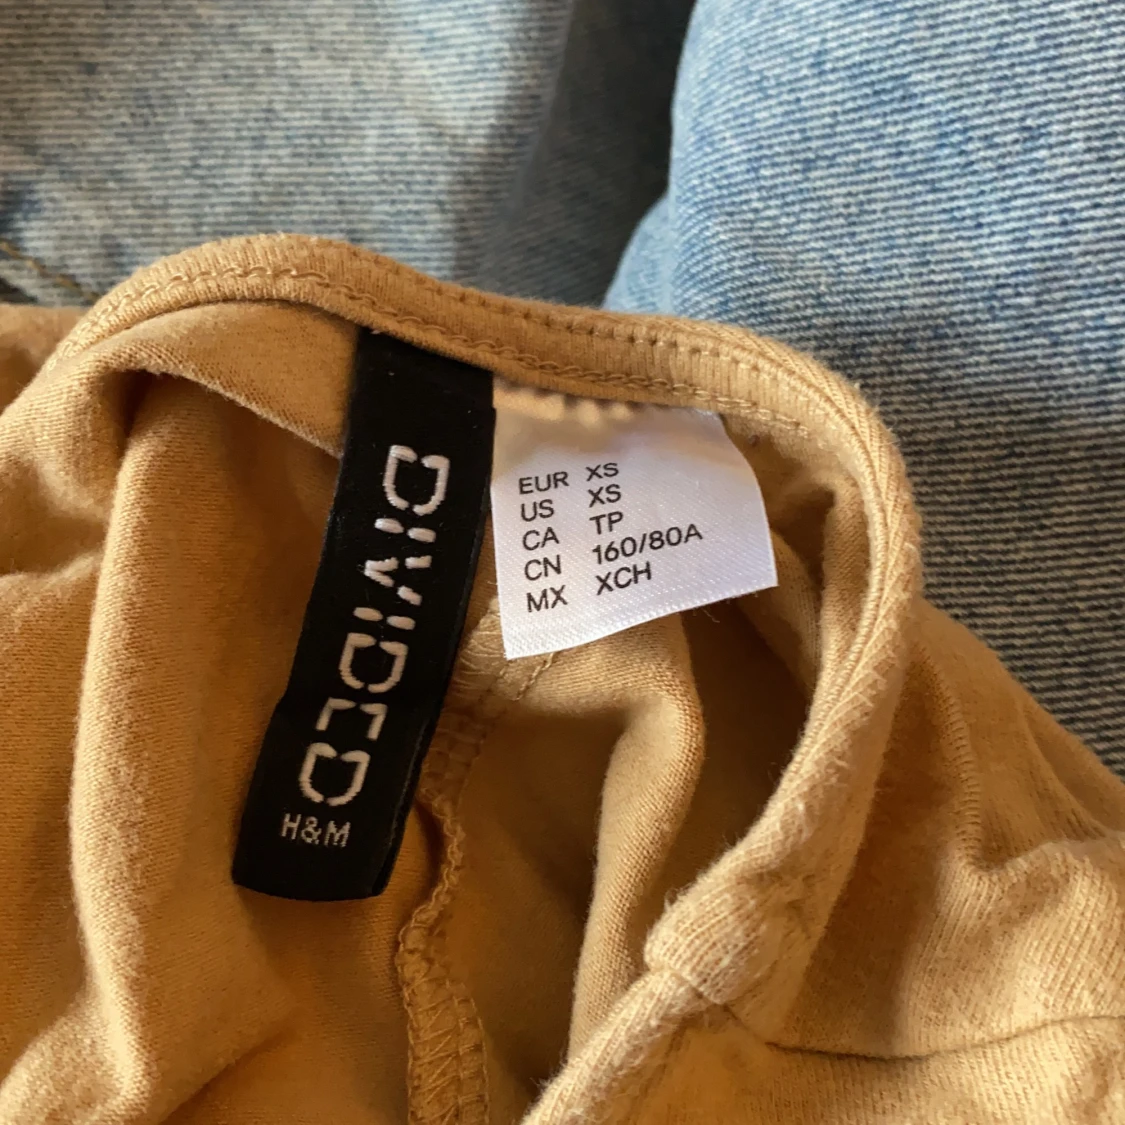 DIVIDED
H&M
EUR XS
US XS
CA TP
CN 160/80A
MX XCH